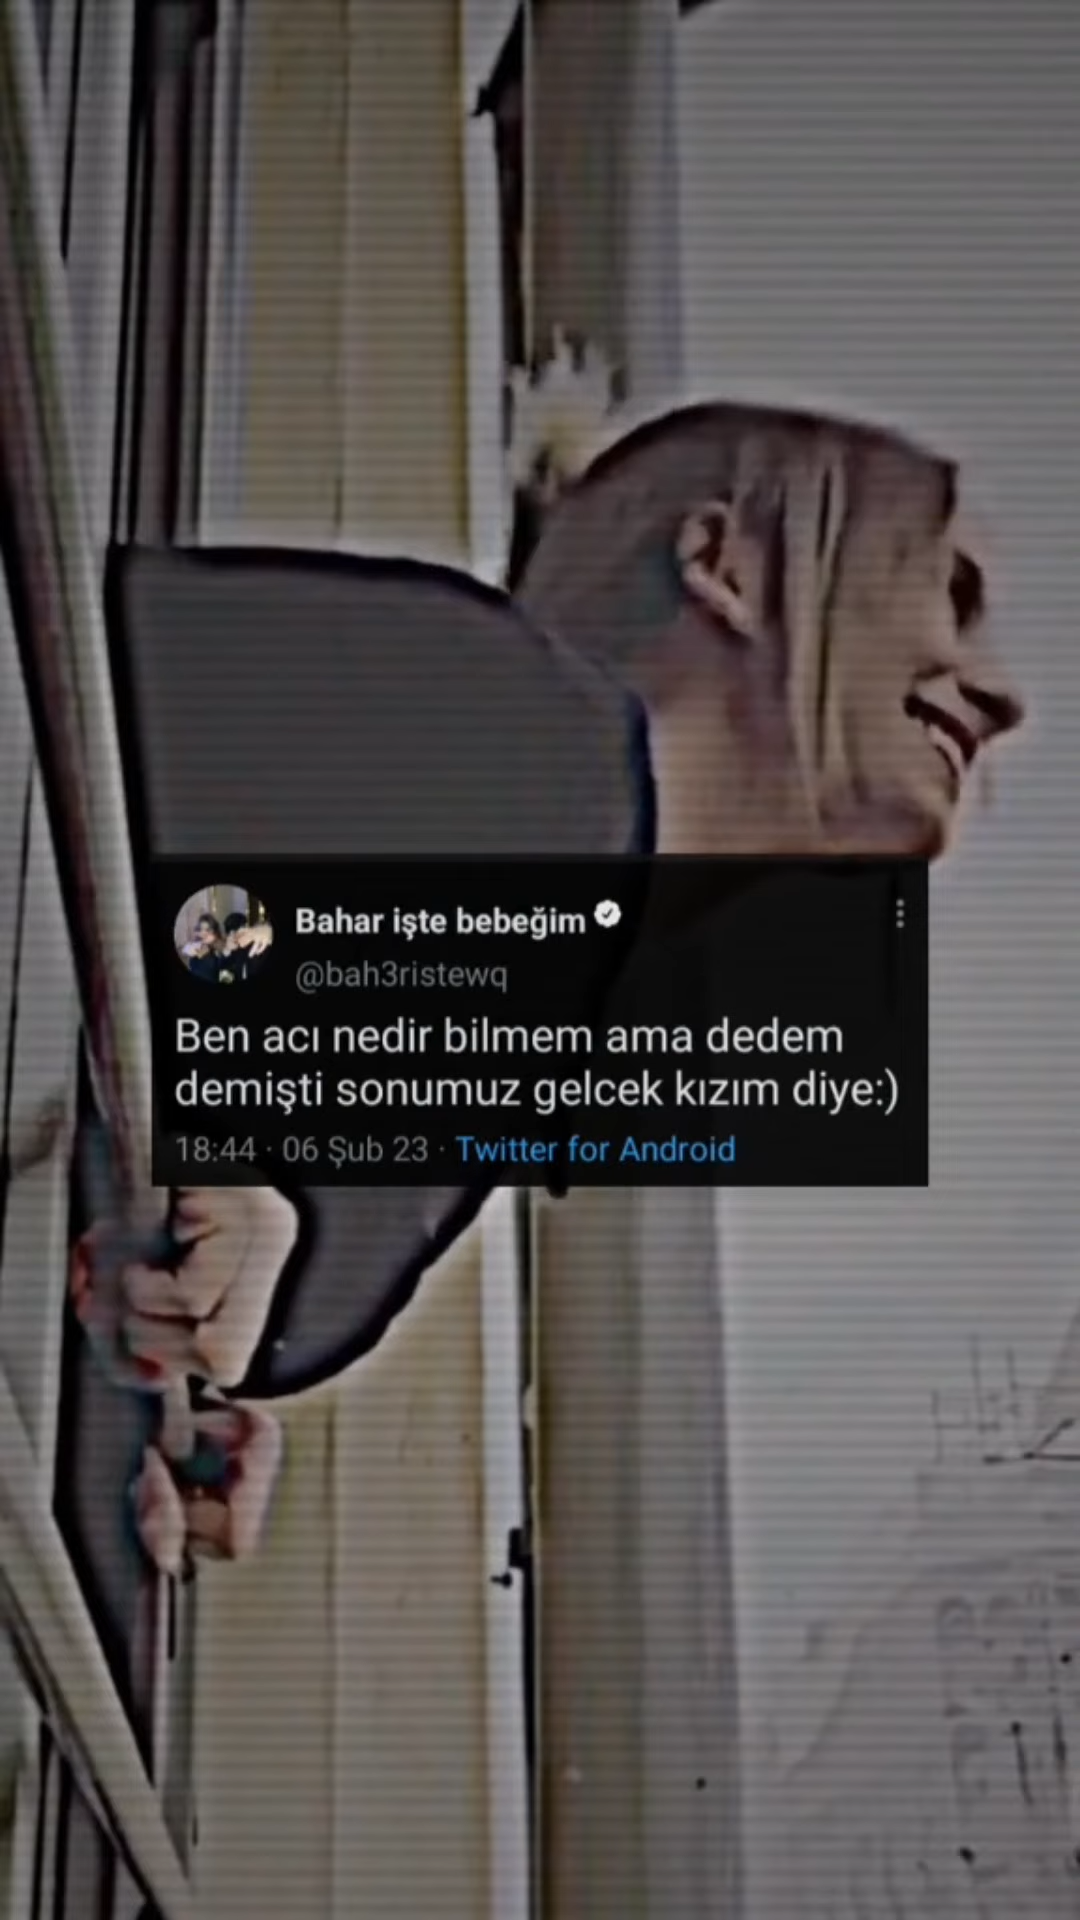 Bahar işte bebeğim
@bah3ristewq
Ben acı nedir bilmem ama dedem
demişti sonumuz gelcek kızım diye:)
18:44 · 06 Şub 23 · Twitter for Android